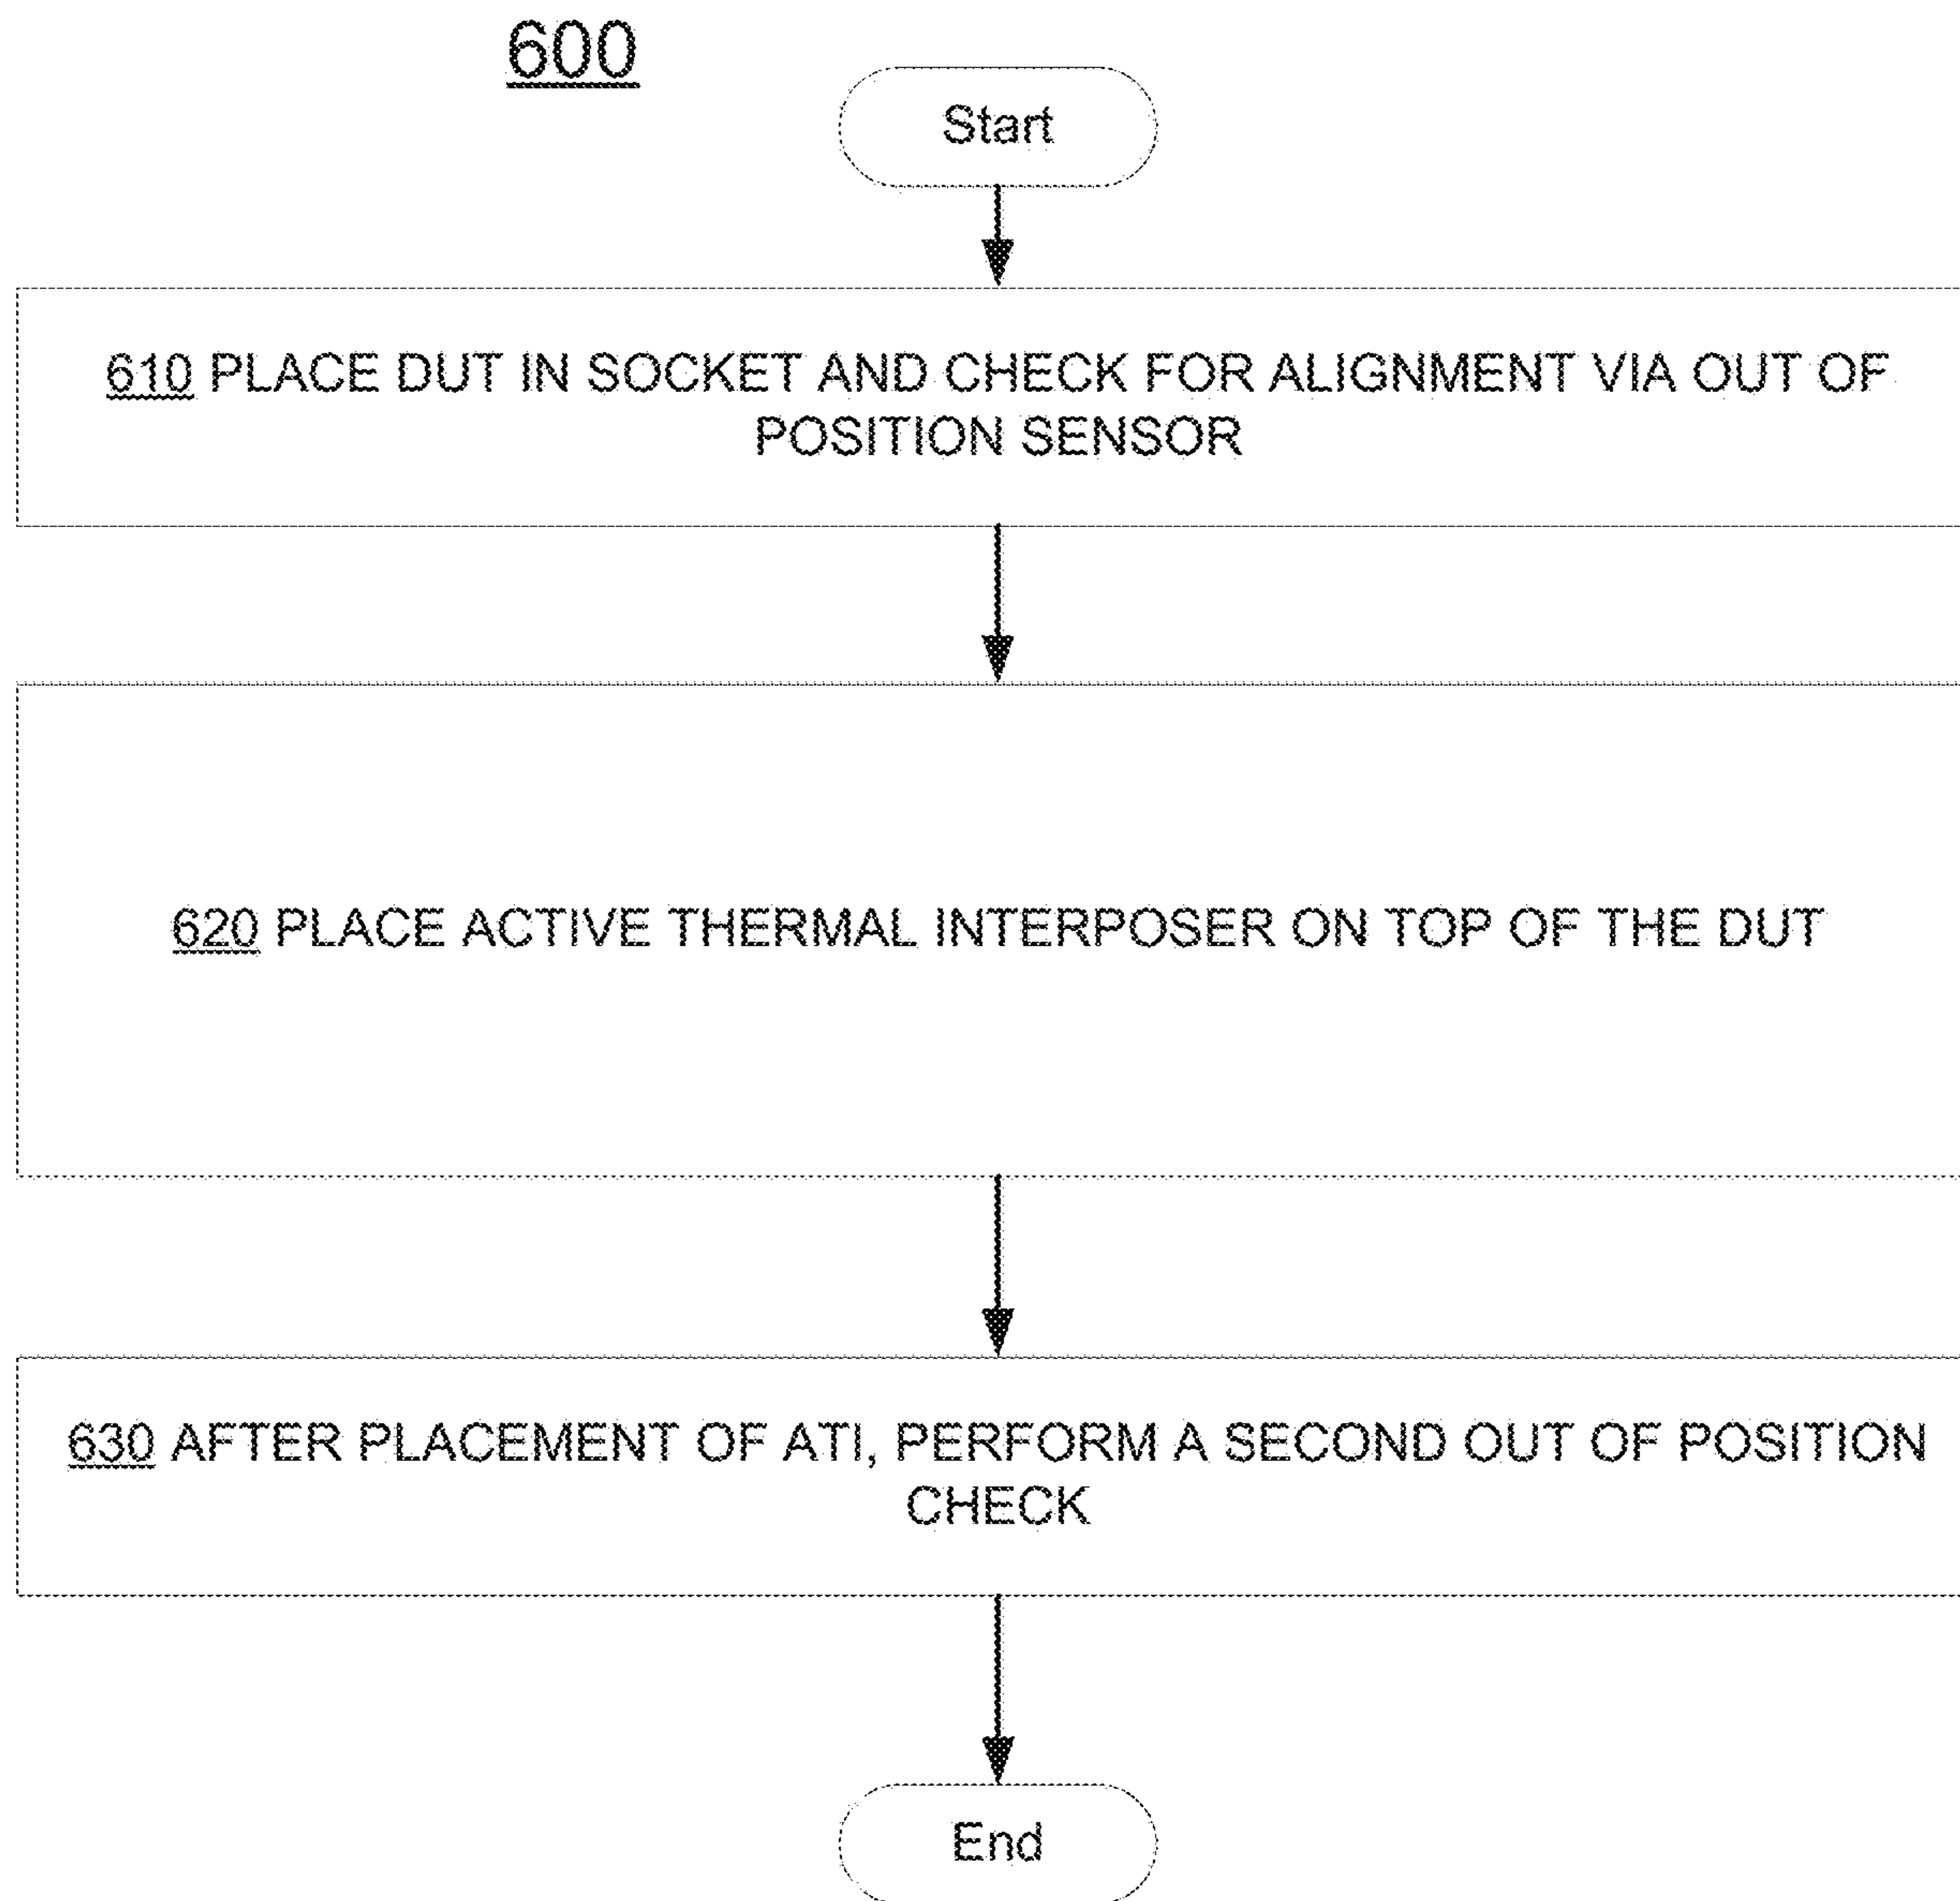 600
Start
610 PLACE DUT IN SOCKET AND CHECK FOR ALIGNMENT VIA OUT OF
POSITION SENSOR
620 PLACE ACTIVE THERMAL INTERPOSER ON TOP OF THE DUT
630 AFTER PLACEMENT OF ATI, PERFORM A SECOND OUT OF POSITION
CHECK
End